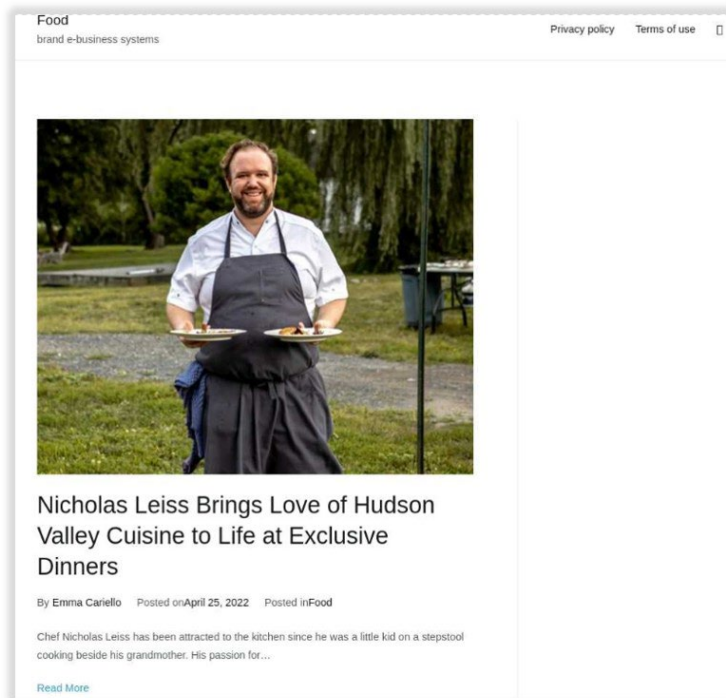 Food
brand e-business systems
Privacy policy Terms of use
Nicholas Leiss Brings Love of Hudson
Valley Cuisine to Life at Exclusive
Dinners
By Emma Cariello Posted onApril 25, 2022 Posted inFood
Chef Nicholas Leiss has been attracted to the kitchen since he was a little kid on a stepstool
cooking beside his grandmother. His passion for…
Read More